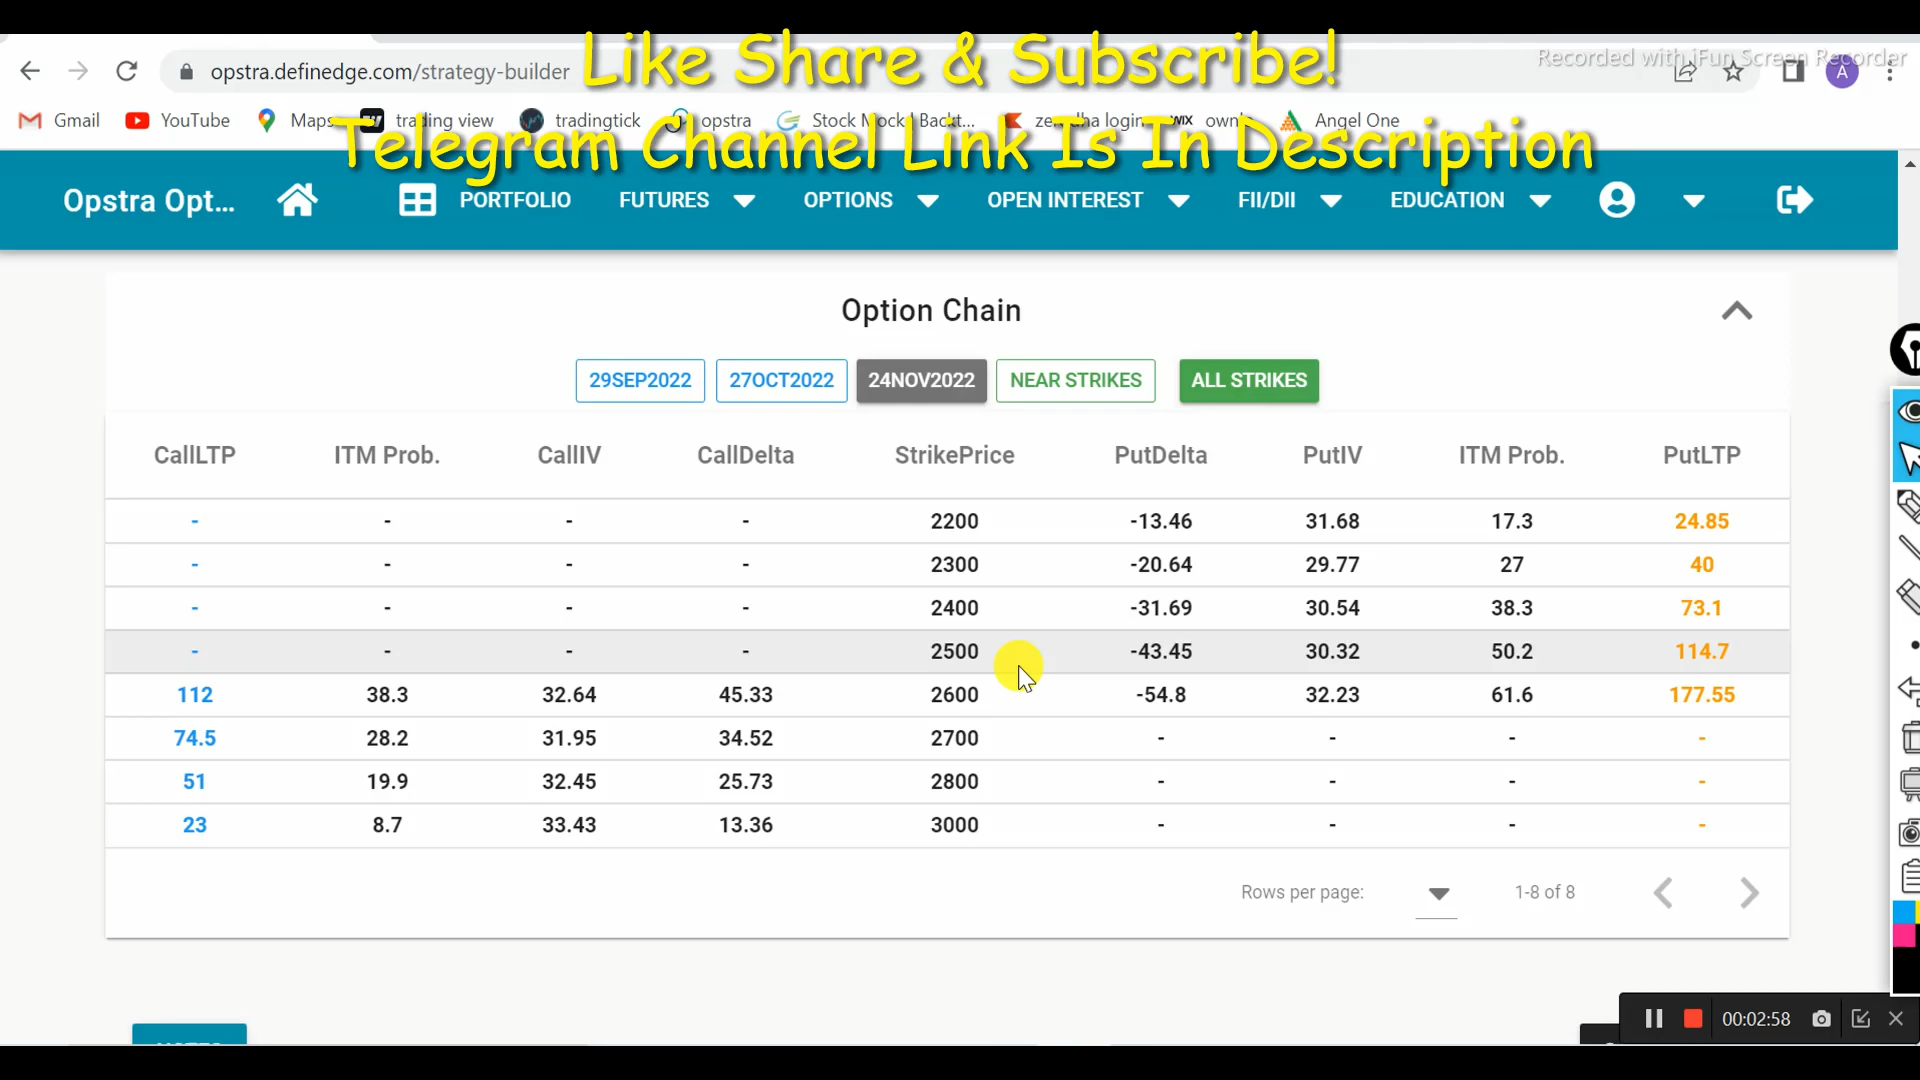 Like Share & Subscribe!
Recorded with iFun Screen Recorder
opstra.definedge.com/strategy-builder
A
Telegram Channel Link Is In Description
Gmail YouTube Maps trading view tradingtick opstra Stock Mock | Backt... zerodha login WIX Angel One
Opstra Opt... PORTFOLIO FUTURES OPTIONS OPEN INTEREST FII/DII EDUCATION
Option Chain
29SEP2022 27OCT2022 24NOV2022 NEAR STRIKES ALL STRIKES
CallLTP ITM Prob. CallIV CallDelta StrikePrice PutDelta PutIV ITM Prob. PutLTP
- - - - 2200 -13.46 31.68 17.3 24.85
- - - - 2300 -20.64 29.77 27 40
- - - - 2400 -31.69 30.54 38.3 73.1
- - - - 2500 -43.45 30.32 50.2 114.7
112 38.3 32.64 45.33 2600 -54.8 32.23 61.6 177.55
74.5 28.2 31.95 34.52 2700 - - - -
51 19.9 32.45 25.73 2800 - - - -
23 8.7 33.43 13.36 3000 - - - -
Rows per page: 1-8 of 8
00:02:58